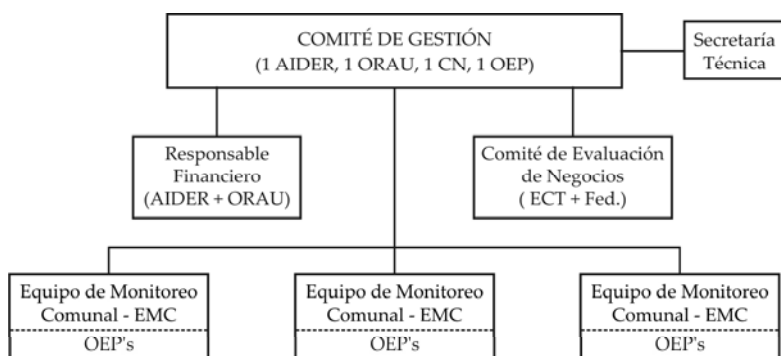 COMITÉ DE GESTIÓN
(1 AIDER, 1 ORAU, 1 CN, 1 OEP)
Secretaría
Técnica
Responsable
Financiero
(AIDER + ORAU)
Comité de Evaluación
de Negocios
( ECT + Fed.)
Equipo de Monitoreo
Comunal - EMC
OEP's
Equipo de Monitoreo
Comunal - EMC
OEP's
Equipo de Monitoreo
Comunal - EMC
OEP's